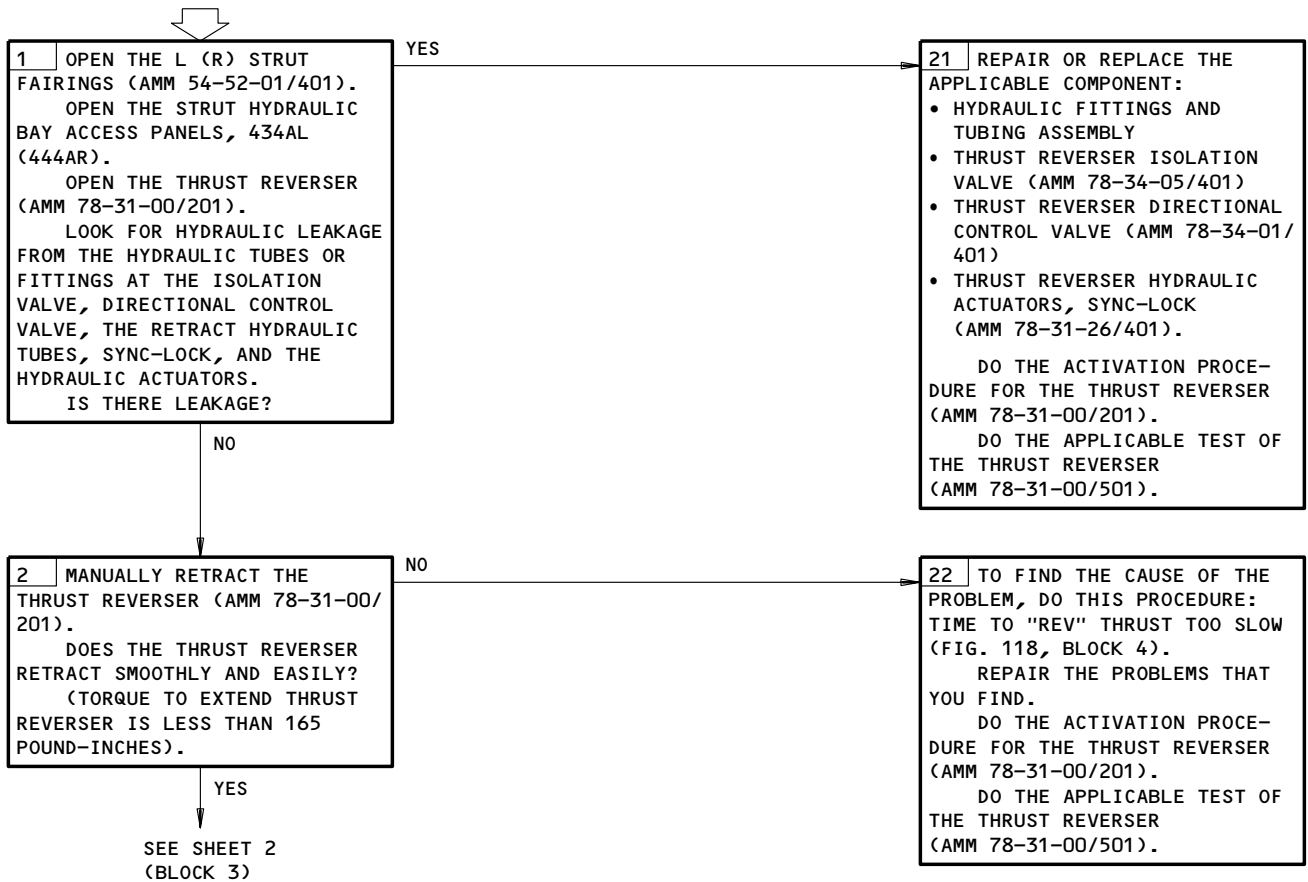 1 OPEN THE L (R) STRUT
FAIRINGS (AMM 54-52-01/401).
OPEN THE STRUT HYDRAULIC
BAY ACCESS PANELS, 434AL
(444AR).
OPEN THE THRUST REVERSER
(AMM 78-31-00/201).
LOOK FOR HYDRAULIC LEAKAGE
FROM THE HYDRAULIC TUBES OR
FITTINGS AT THE ISOLATION
VALVE, DIRECTIONAL CONTROL
VALVE, THE RETRACT HYDRAULIC
TUBES, SYNC-LOCK, AND THE
HYDRAULIC ACTUATORS.
IS THERE LEAKAGE?
YES
21 REPAIR OR REPLACE THE
APPLICABLE COMPONENT:
• HYDRAULIC FITTINGS AND
TUBING ASSEMBLY
• THRUST REVERSER ISOLATION
VALVE (AMM 78-34-05/401)
• THRUST REVERSER DIRECTIONAL
CONTROL VALVE (AMM 78-34-01/
401)
• THRUST REVERSER HYDRAULIC
ACTUATORS, SYNC-LOCK
(AMM 78-31-26/401).
DO THE ACTIVATION PROCE-
DURE FOR THE THRUST REVERSER
(AMM 78-31-00/201).
DO THE APPLICABLE TEST OF
THE THRUST REVERSER
(AMM 78-31-00/501).
NO
2 MANUALLY RETRACT THE
THRUST REVERSER (AMM 78-31-00/
201).
DOES THE THRUST REVERSER
RETRACT SMOOTHLY AND EASILY?
(TORQUE TO EXTEND THRUST
REVERSER IS LESS THAN 165
POUND-INCHES).
NO
22 TO FIND THE CAUSE OF THE
PROBLEM, DO THIS PROCEDURE:
TIME TO "REV" THRUST TOO SLOW
(FIG. 118, BLOCK 4).
REPAIR THE PROBLEMS THAT
YOU FIND.
DO THE ACTIVATION PROCE-
DURE FOR THE THRUST REVERSER
(AMM 78-31-00/201).
DO THE APPLICABLE TEST OF
THE THRUST REVERSER
(AMM 78-31-00/501).
YES
SEE SHEET 2
(BLOCK 3)